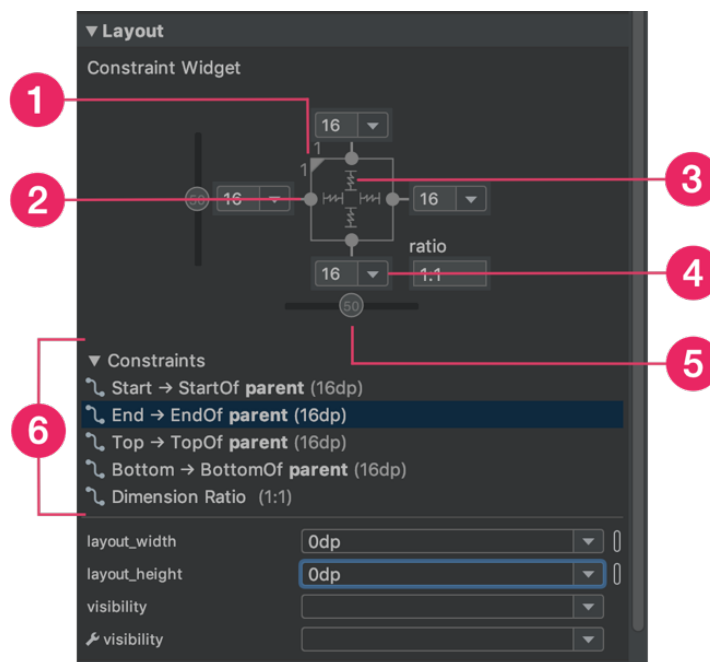 Layout
Constraint Widget
1
16
1
1
2
50
16
16
3
ratio
16
1:1
4
50
5
Constraints
Start → StartOf parent (16dp)
End → EndOf parent (16dp)
6
Top → TopOf parent (16dp)
Bottom → BottomOf parent (16dp)
Dimension Ratio (1:1)
layout_width 0dp
layout_height 0dp
visibility
visibility